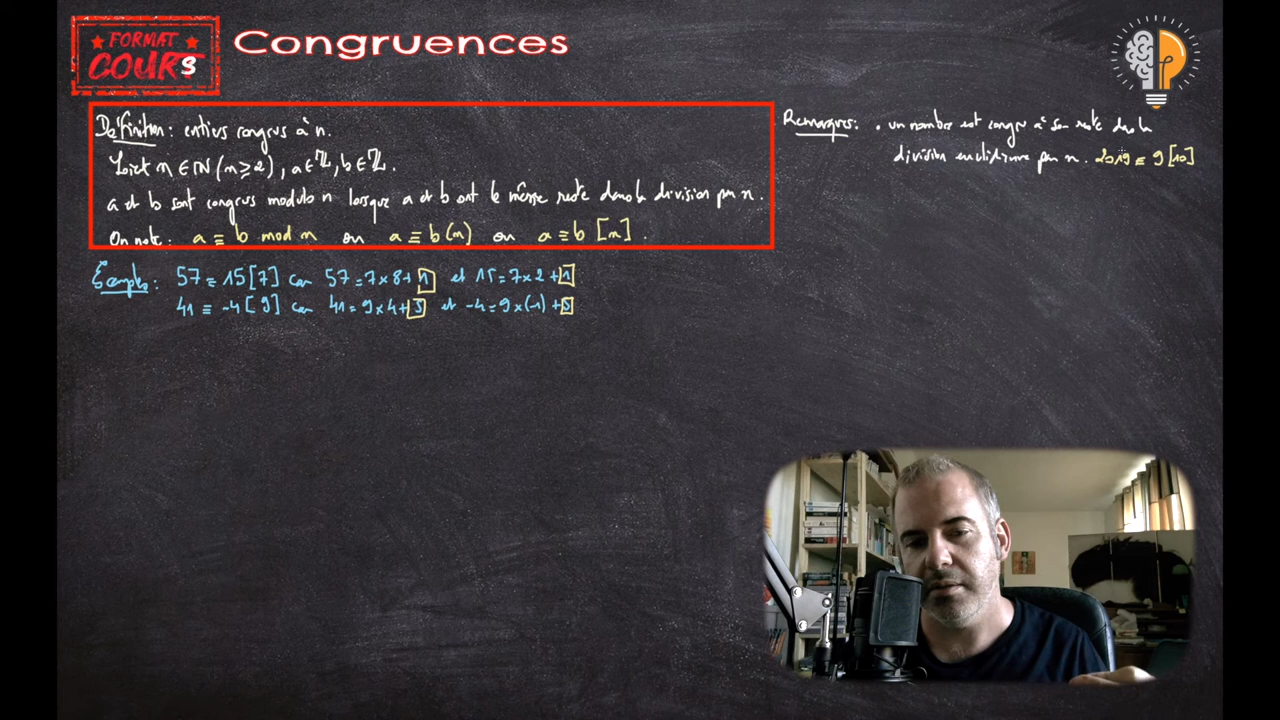 FORMAT
COURS
Congruences
Définition: entiers congrus à n.
Soient n ∈ ℕ (n ≥ 2), a ∈ ℤ, b ∈ ℤ.
a et b sont congrus modulo n lorsque a et b ont le même reste dans la division par n.
On note: a ≡ b mod n ou a ≡ b (n) ou a ≡ b [n].
Exemples: 57 ≡ 15 [7] car 57 = 7 × 8 + 1 et 15 = 7 × 2 + 1
41 ≡ -4 [9] car 41 = 9 × 4 + 5 et -4 = 9 × (-1) + 5
Remarques: • un nombre est congru à son reste dans la
division euclidienne par n. 2019 ≡ 9 [10]